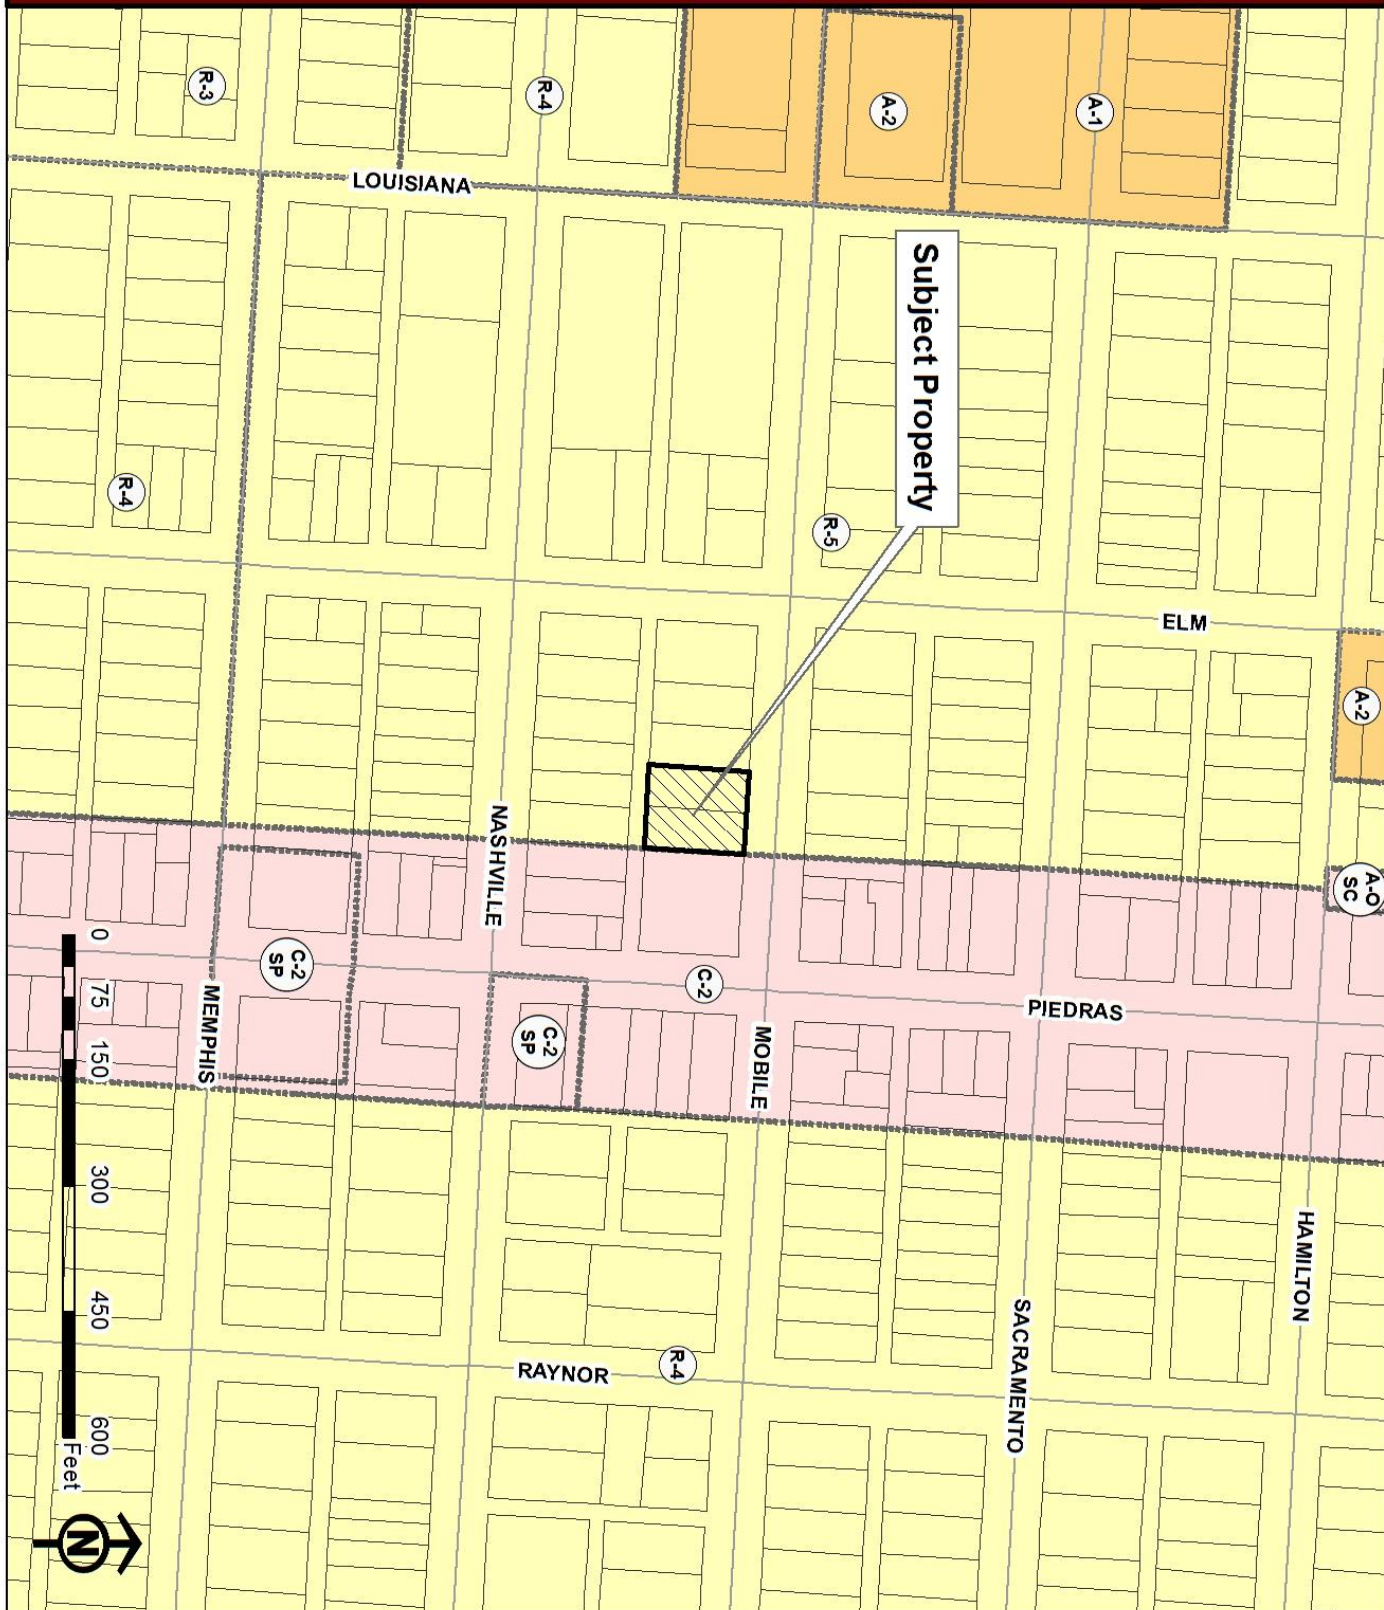 R-3
R-4
A-2
A-1
LOUISIANA
Subject Property
R-4
R-5
ELM
A-2
NASHVILLE
A-O
SC
C-2
SP
C-2
PIEDRAS
C-2
SP
MEMPHIS
MOBILE
HAMILTON
SACRAMENTO
RAYNOR
R-4
0 75 150 300 450 600
Feet
N